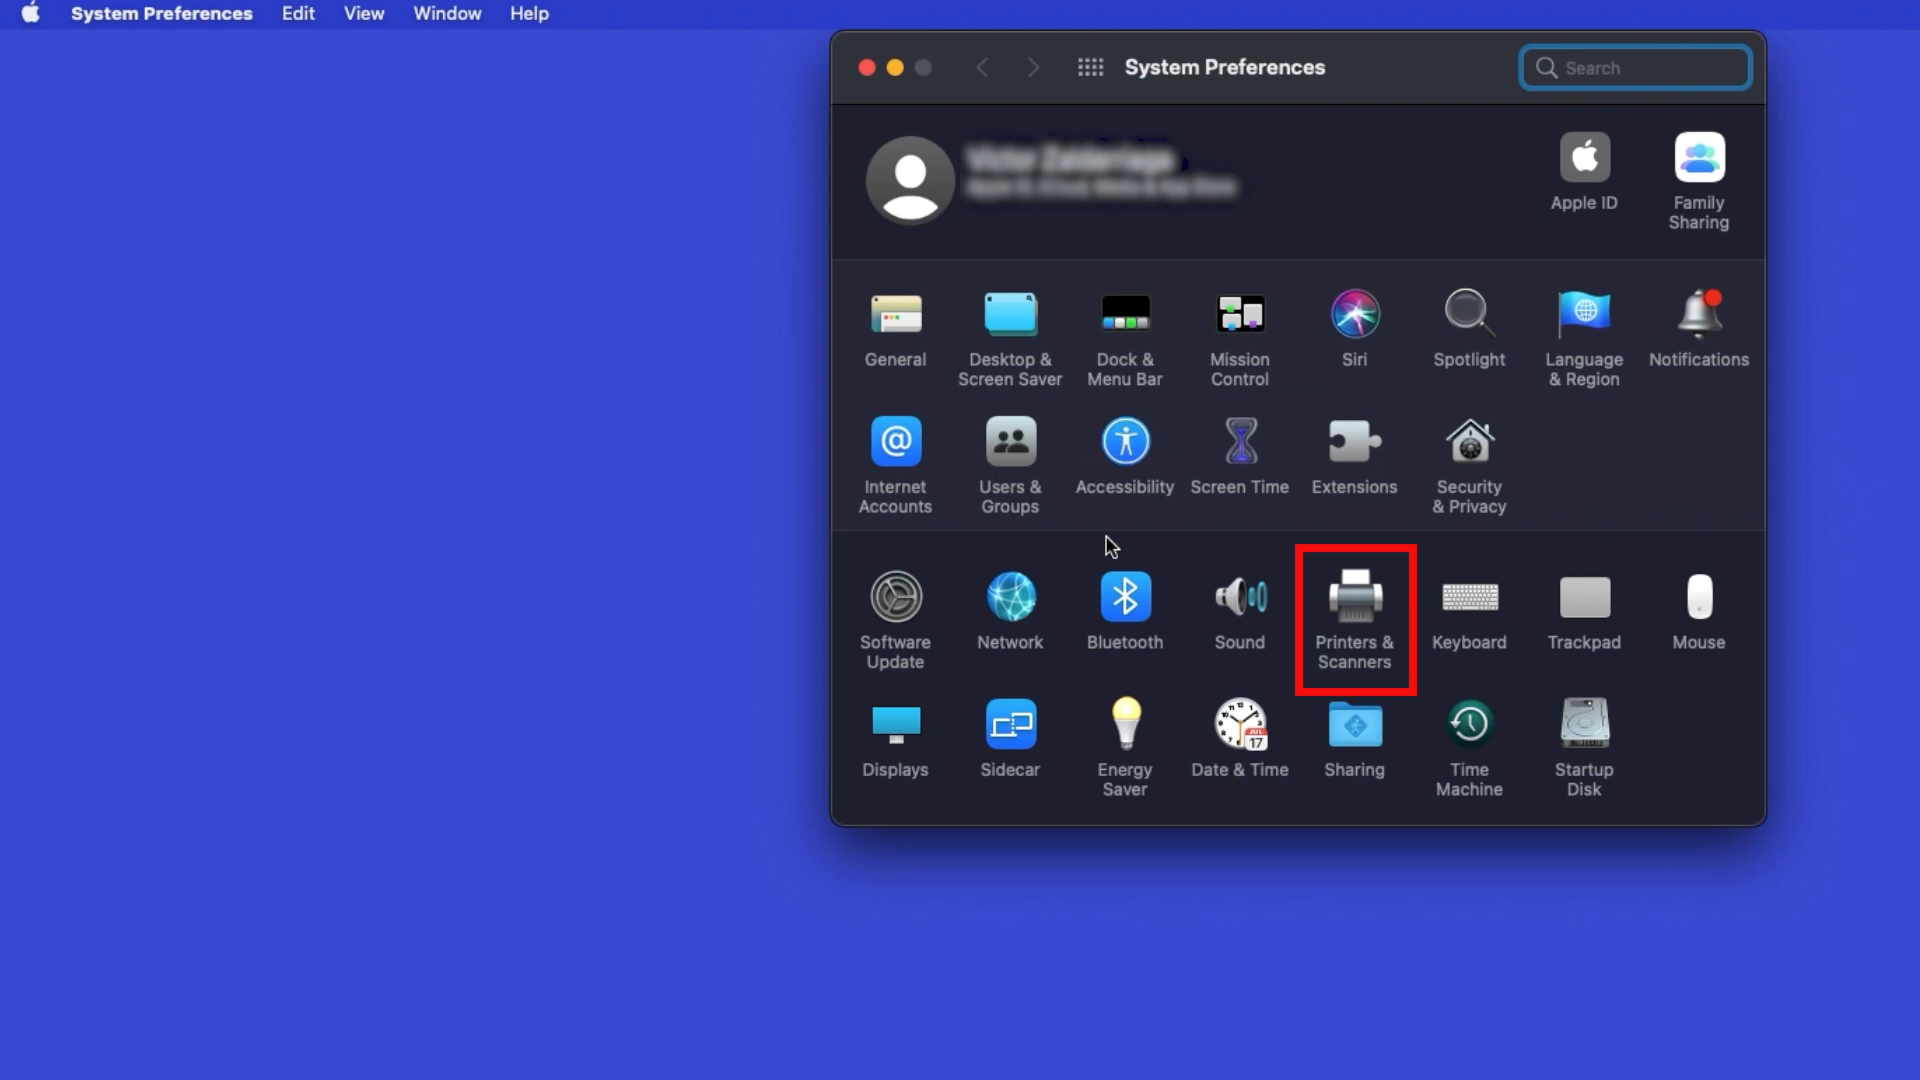 System Preferences Edit View Window Help
System Preferences
Search
Apple ID
Family
Sharing
General
Desktop &
Screen Saver
Dock &
Menu Bar
Mission
Control
Siri
Spotlight
Language
& Region
Notifications
Internet
Accounts
Users &
Groups
Accessibility
Screen Time
Extensions
Security
& Privacy
Software
Update
Network
Bluetooth
Sound
Printers &
Scanners
Keyboard
Trackpad
Mouse
Displays
Sidecar
Energy
Saver
JUL
17
Date & Time
Sharing
Time
Machine
Startup
Disk